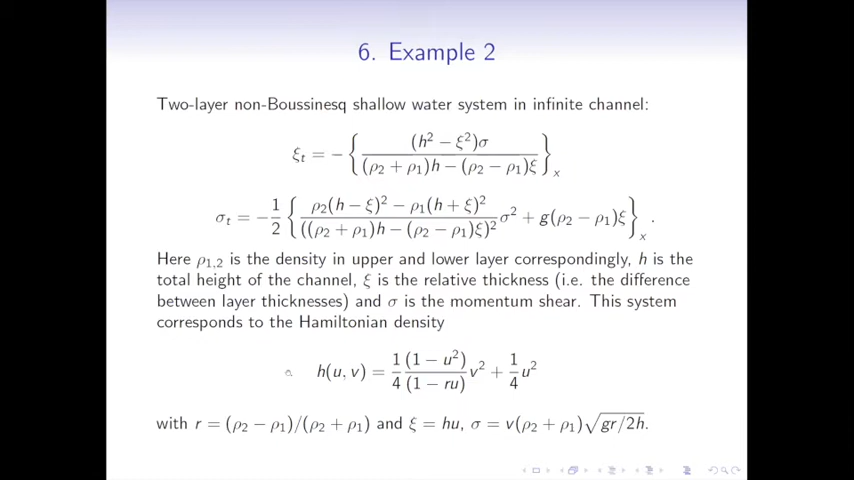 6. Example 2
Two-layer non-Boussinesq shallow water system in infinite channel:
ξ_t = − { (h² − ξ²)σ / ((ρ₂ + ρ₁)h − (ρ₂ − ρ₁)ξ) }_x
σ_t = − 1/2 { (ρ₂(h − ξ)² − ρ₁(h + ξ)²) / ((ρ₂ + ρ₁)h − (ρ₂ − ρ₁)ξ)² σ² + g(ρ₂ − ρ₁)ξ }_x .
Here ρ₁,₂ is the density in upper and lower layer correspondingly, h is the
total height of the channel, ξ is the relative thickness (i.e. the difference
between layer thicknesses) and σ is the momentum shear. This system
corresponds to the Hamiltonian density
h(u, v) = 1/4 (1 − u²)/(1 − ru) v² + 1/4 u²
with r = (ρ₂ − ρ₁)/(ρ₂ + ρ₁) and ξ = hu, σ = v(ρ₂ + ρ₁)√(gr/2h).